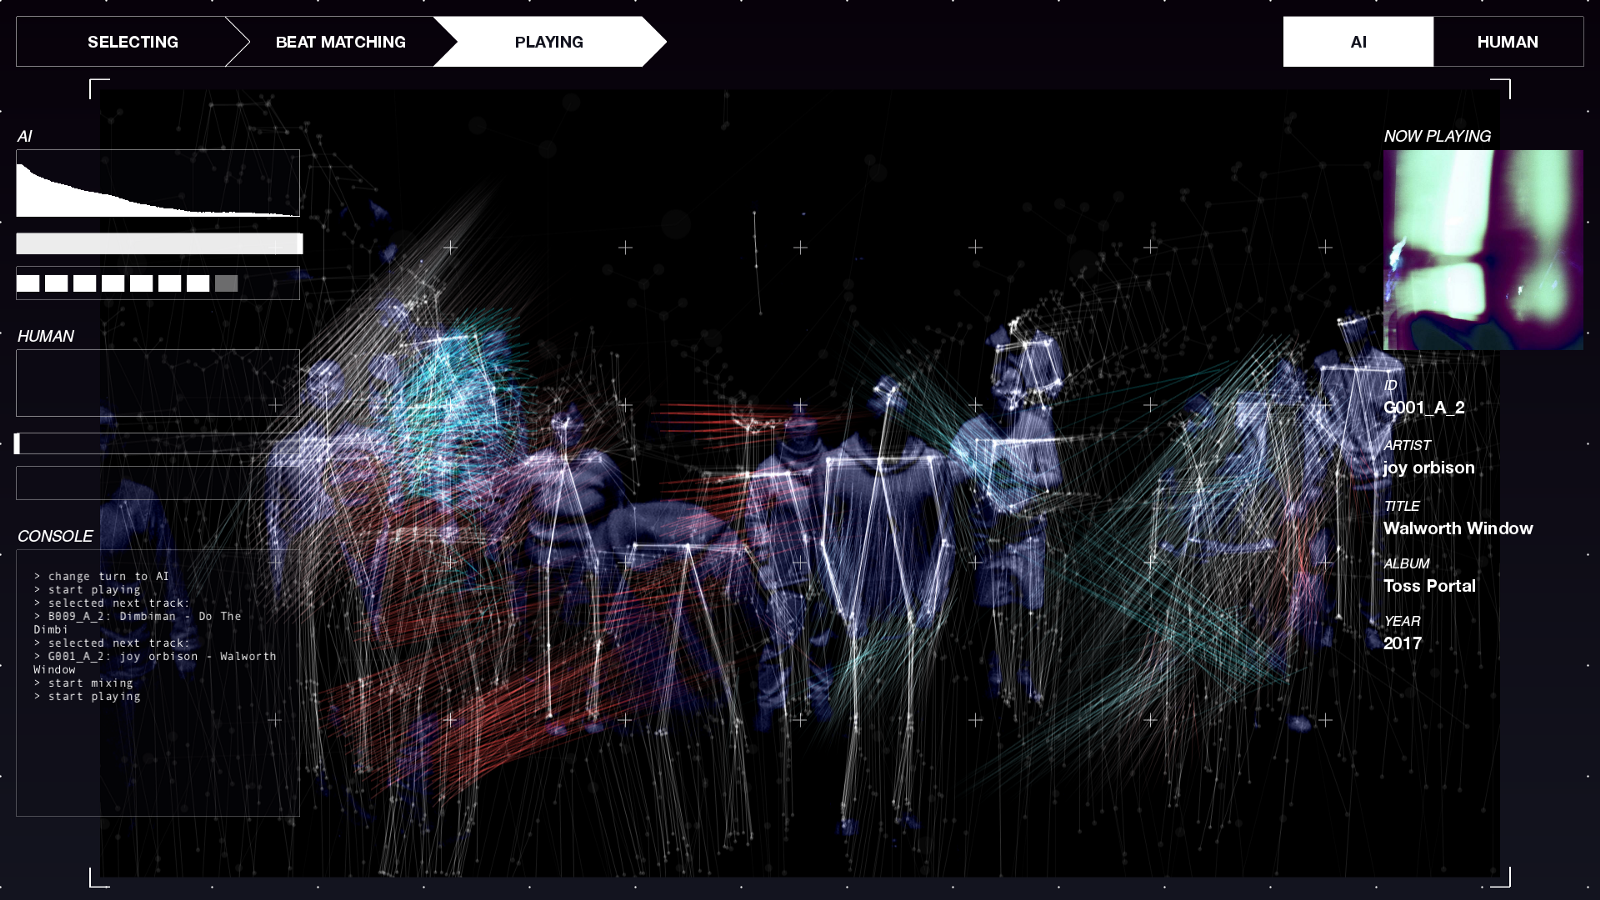 SELECTING
BEAT MATCHING
PLAYING
AI
HUMAN
AI
HUMAN
CONSOLE
> change turn to AI
> start playing
> selected next track:
> B009_A_2: Dimbiman - Do The
Dimbi
> selected next track:
> G001_A_2: joy orbison - Walworth
Window
> start mixing
> start playing
NOW PLAYING
ID
G001_A_2
ARTIST
joy orbison
TITLE
Walworth Window
ALBUM
Toss Portal
YEAR
2017